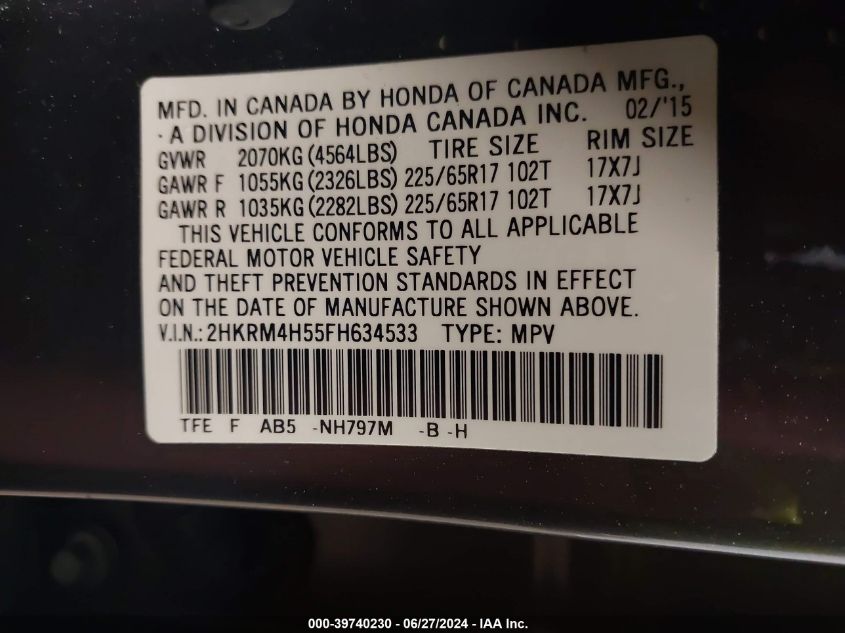 MFD. IN CANADA BY HONDA OF CANADA MFG.,
- A DIVISION OF HONDA CANADA INC. 02/'15
GVWR 2070KG (4564LBS) TIRE SIZE RIM SIZE
GAWR F 1055KG (2326LBS) 225/65R17 102T 17X7J
GAWR R 1035KG (2282LBS) 225/65R17 102T 17X7J
THIS VEHICLE CONFORMS TO ALL APPLICABLE
FEDERAL MOTOR VEHICLE SAFETY
AND THEFT PREVENTION STANDARDS IN EFFECT
ON THE DATE OF MANUFACTURE SHOWN ABOVE.
V.I.N.: 2HKRM4H55FH634533 TYPE: MPV
TFE F AB5 -NH797M -B -H
000-39740230 - 06/27/2024 - IAA Inc.